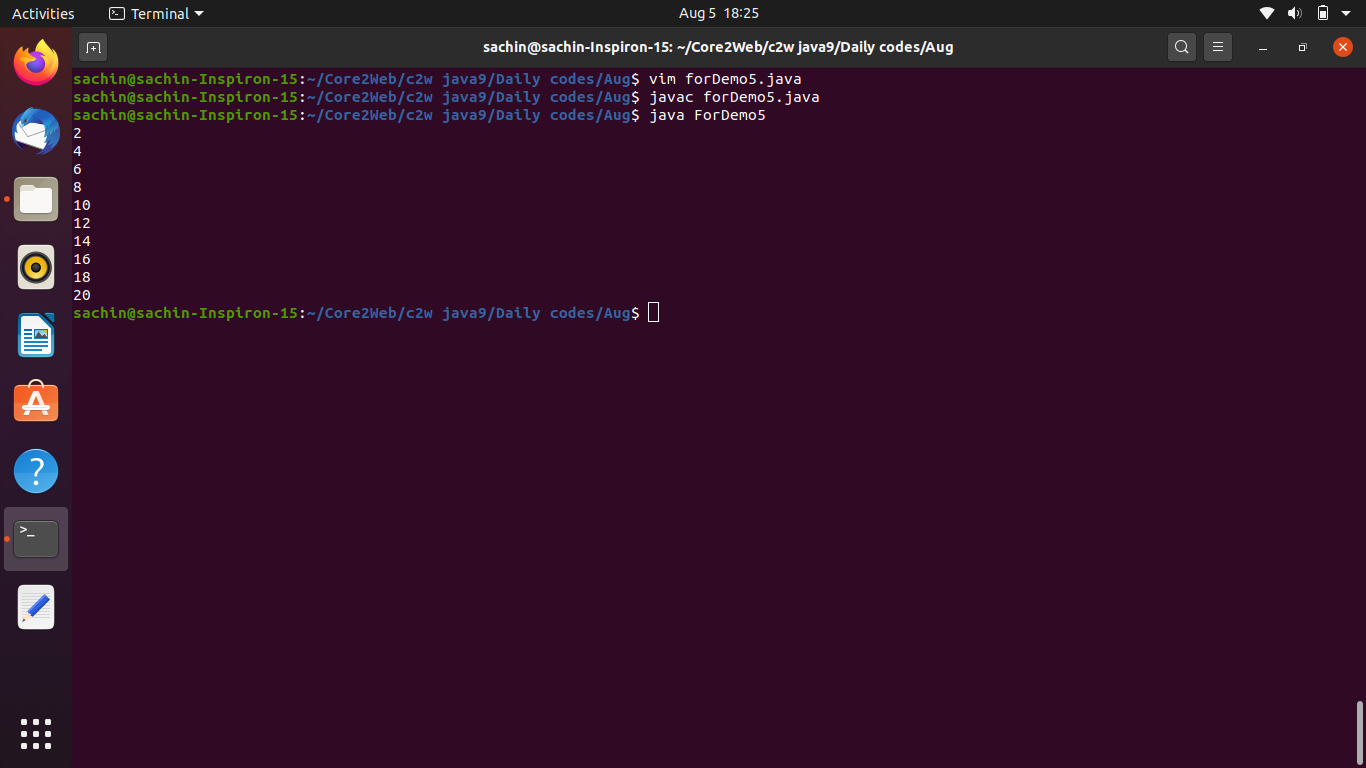 Activities
Terminal
Aug 5 18:25
sachin@sachin-Inspiron-15: ~/Core2Web/c2w java9/Daily codes/Aug
sachin@sachin-Inspiron-15:~/Core2Web/c2w java9/Daily codes/Aug$ vim forDemo5.java
sachin@sachin-Inspiron-15:~/Core2Web/c2w java9/Daily codes/Aug$ javac forDemo5.java
sachin@sachin-Inspiron-15:~/Core2Web/c2w java9/Daily codes/Aug$ java ForDemo5
2
4
6
8
10
12
14
16
18
20
sachin@sachin-Inspiron-15:~/Core2Web/c2w java9/Daily codes/Aug$